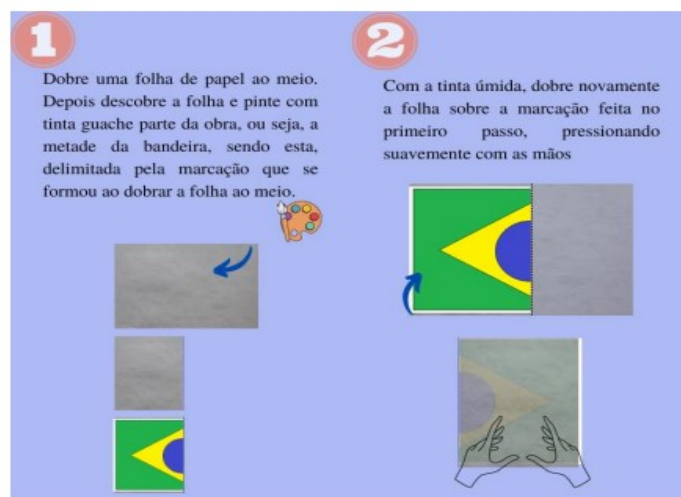 1
Dobre uma folha de papel ao meio.
Depois descobre a folha e pinte com
tinta guache parte da obra, ou seja, a
metade da bandeira, sendo esta,
delimitada pela marcação que se
formou ao dobrar a folha ao meio.
2
Com a tinta úmida, dobre novamente
a folha sobre a marcação feita no
primeiro passo, pressionando
suavemente com as mãos